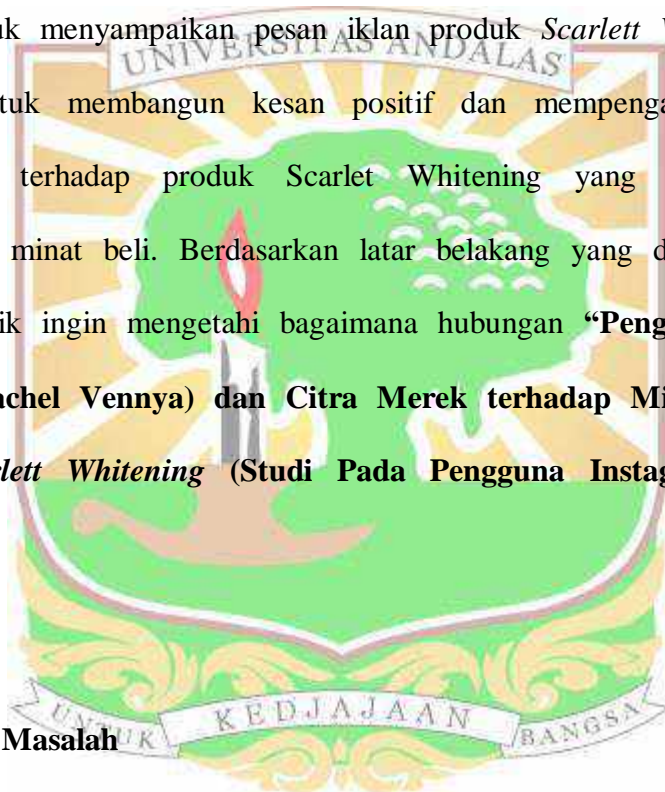 uk menyampaikan pesan iklan produk Scarlett W
UNIVERSITAS ANDALAS
tuk membangun kesan positif dan mempenga
terhadap produk Scarlet Whitening yang
minat beli. Berdasarkan latar belakang yang d
ik ingin mengetahi bagaimana hubungan “Peng
achel Vennya) dan Citra Merek terhadap Mi
rlett Whitening (Studi Pada Pengguna Instag
UNTUK KEDJAJAAN BANGSA
Masalah